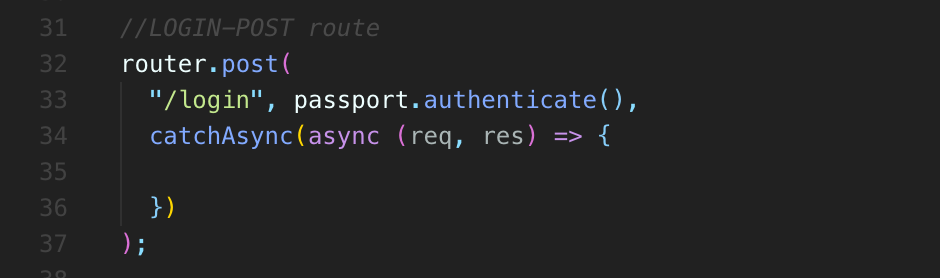 31 //LOGIN-POST route
32 router.post(
33 "/login", passport.authenticate(),
34 catchAsync(async (req, res) => {
35
36 })
37 );
38